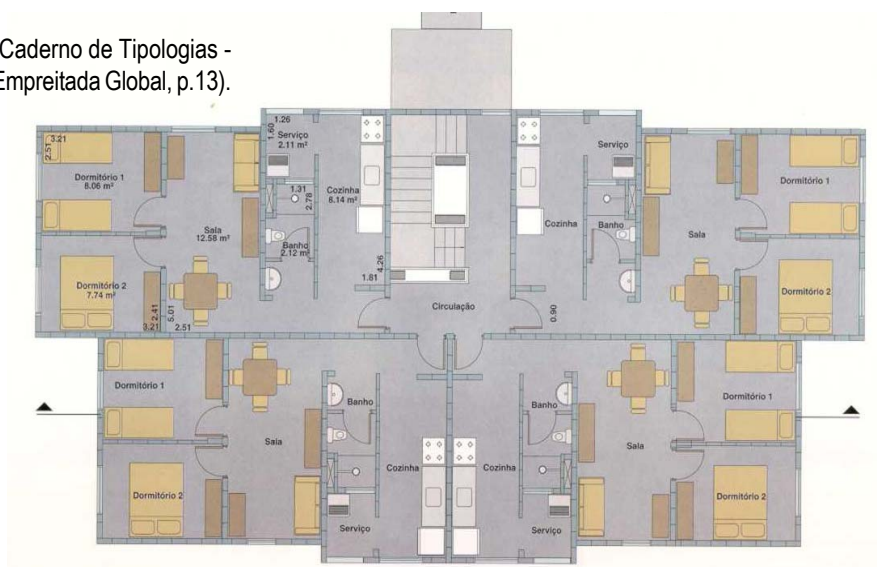 Caderno de Tipologias -
Empreitada Global, p.13).
1.26
1.60
Serviço
2.11 m²
3.21
2.51
Dormitório 1
8.06 m²
Sala
12.58 m²
1.31
2.78
Cozinha
6.14 m²
Banho
2.12 m²
Dormitório 2
7.74 m²
2.41
3.21
5.01
2.51
1.81
4.26
Circulação
0.90
Serviço
Cozinha
Banho
Sala
Dormitório 1
Dormitório 2
Dormitório 1
Sala
Banho
Cozinha
Dormitório 2
Serviço
Banho
Cozinha
Sala
Dormitório 1
Serviço
Dormitório 2